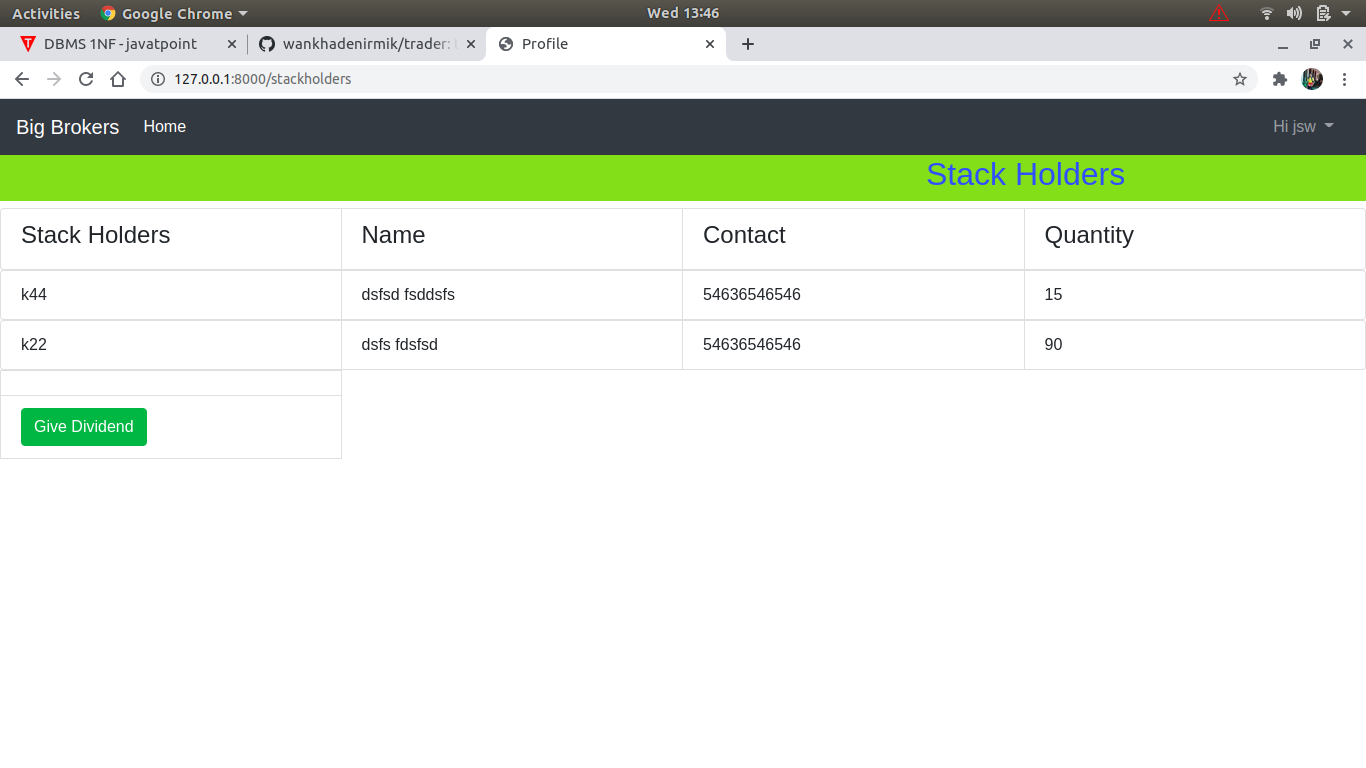 Activities Google Chrome Wed 13:46
DBMS 1NF - javatpoint wankhadenirmik/trader: Profile
127.0.0.1:8000/stackholders
Big Brokers Home Hi jsw
Stack Holders
Stack Holders Name Contact Quantity
k44 dsfsd fsddsfs 54636546546 15
k22 dsfs fdsfsd 54636546546 90
Give Dividend